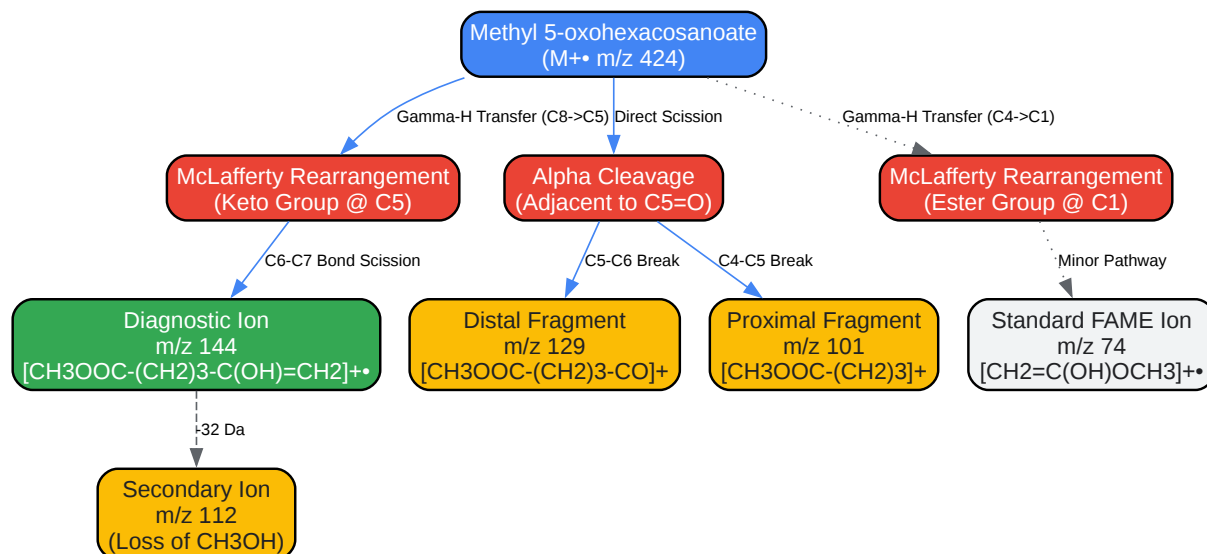 Methyl 5-oxohexacosanoate
(M+• m/z 424)
Gamma-H Transfer (C8->C5)
Direct Scission
Gamma-H Transfer (C4->C1)
McLafferty Rearrangement
(Keto Group @ C5)
Alpha Cleavage
(Adjacent to C5=O)
McLafferty Rearrangement
(Ester Group @ C1)
C6-C7 Bond Scission
C5-C6 Break
C4-C5 Break
Minor Pathway
Diagnostic Ion
m/z 144
[CH3OOC-(CH2)3-C(OH)=CH2]+•
Distal Fragment
m/z 129
[CH3OOC-(CH2)3-CO]+
Proximal Fragment
m/z 101
[CH3OOC-(CH2)3]+
Standard FAME Ion
m/z 74
[CH2=C(OH)OCH3]+•
-32 Da
Secondary Ion
m/z 112
(Loss of CH3OH)